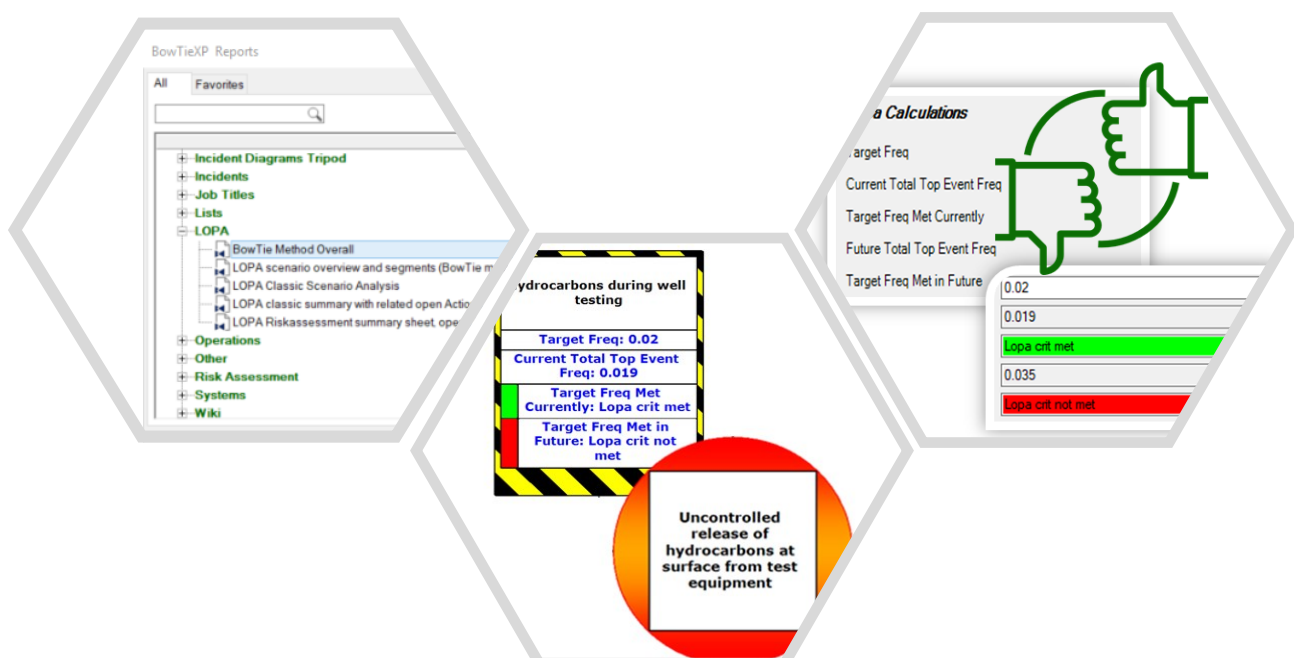 BowTieXP Reports
All Favorites
Incident Diagrams Tripod
Incidents
Job Titles
Lists
LOPA
BowTie Method Overall
LOPA scenario overview and segments (BowTie m
LOPA Classic Scenario Analysis
LOPA classic summary with related open Actio
LOPA Riskassessment summary sheet, ope
Operations
Other
Risk Assessment
Systems
Wiki
ydrocarbons during well
testing
Target Freq: 0.02
Current Total Top Event
Freq: 0.019
Target Freq Met
Currently: Lopa crit met
Target Freq Met in
Future: Lopa crit not
met
Uncontrolled
release of
hydrocarbons at
surface from test
equipment
a Calculations
Target Freq
Current Total Top Event Freq
Target Freq Met Currently
Future Total Top Event Freq
Target Freq Met in Future
0.02
0.019
Lopa crit met
0.035
Lopa crit not met